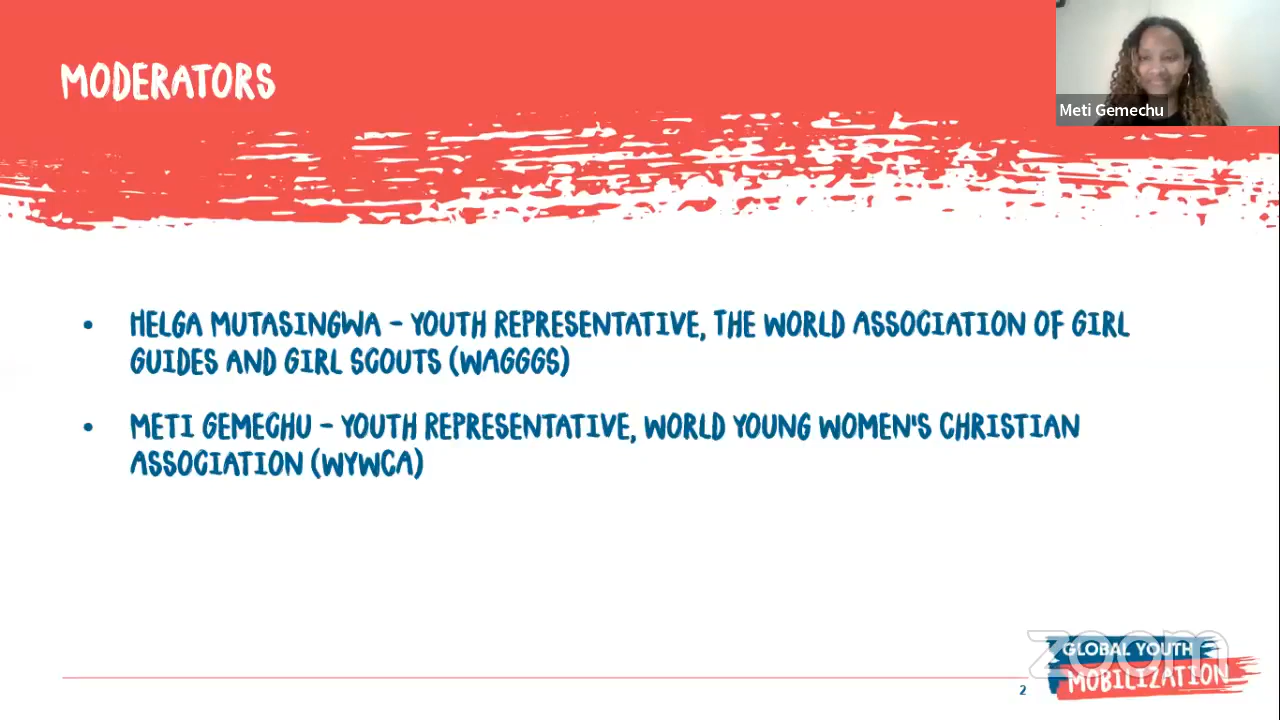 MODERATORS
Meti Gemechu
• HELGA MUTASINGWA – YOUTH REPRESENTATIVE, THE WORLD ASSOCIATION OF GIRL
GUIDES AND GIRL SCOUTS (WAGGGS)
• METI GEMECHU – YOUTH REPRESENTATIVE, WORLD YOUNG WOMEN'S CHRISTIAN
ASSOCIATION (WYWCA)
zoom
GLOBAL YOUTH
MOBILIZATION
2